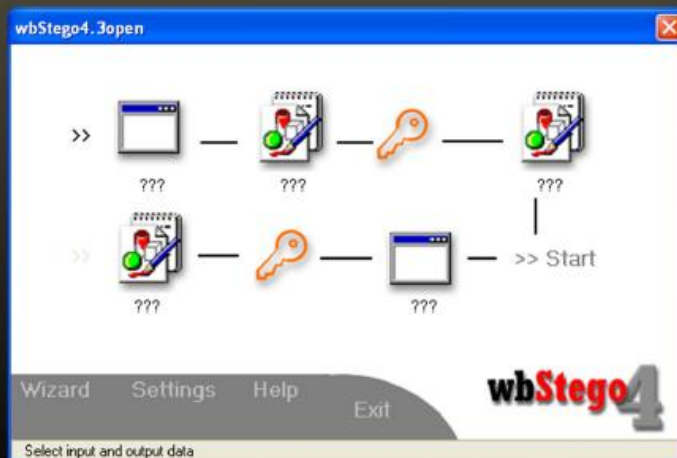 wbStego4.3open
>>
???
???
???
>>
???
???
>> Start
Wizard
Settings
Help
Exit
wbStego4
Select input and output data